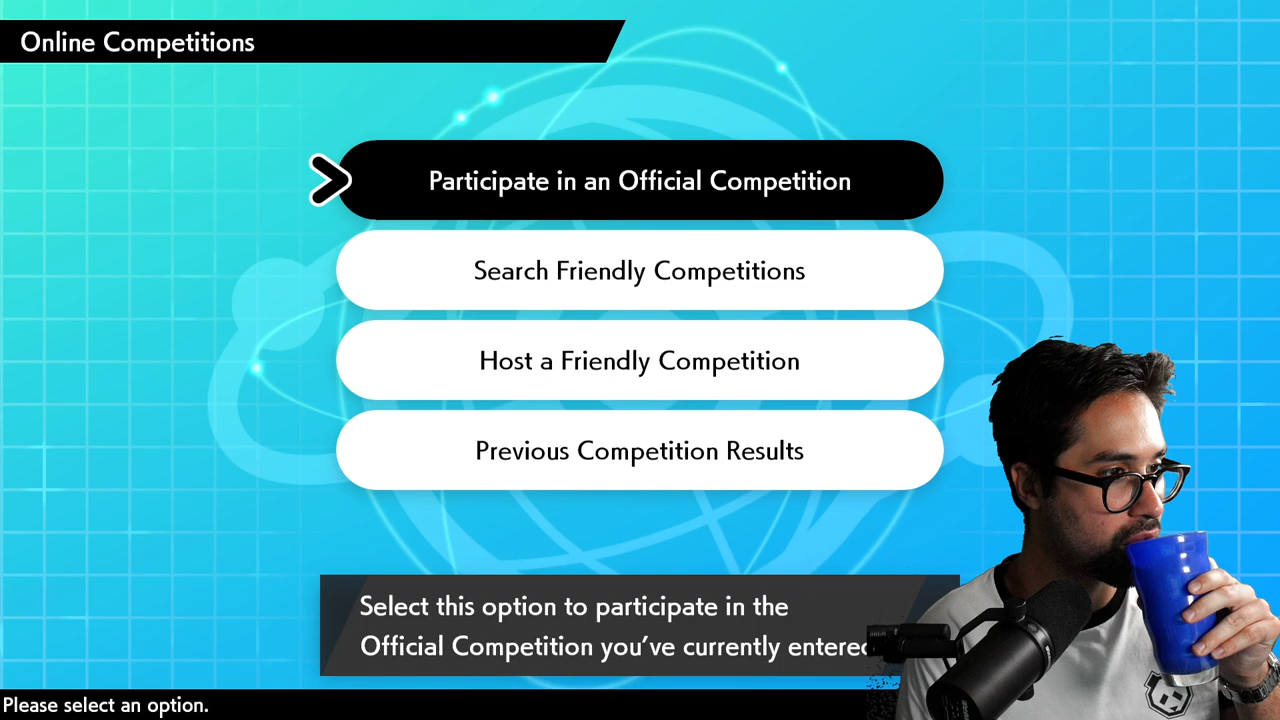 Online Competitions
Participate in an Official Competition
Search Friendly Competitions
Host a Friendly Competition
Previous Competition Results
Select this option to participate in the
Official Competition you've currently entered
Please select an option.